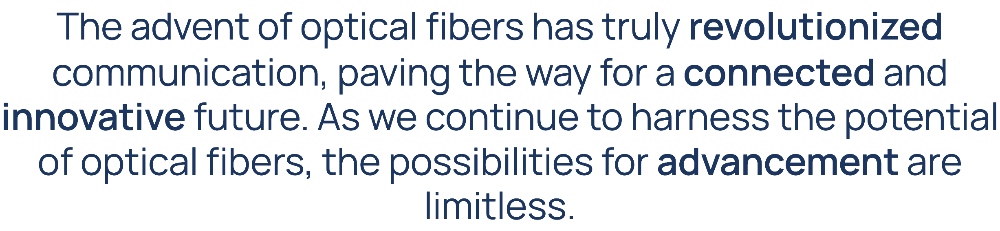 The advent of optical fibers has truly revolutionized
communication, paving the way for a connected and
innovative future. As we continue to harness the potential
of optical fibers, the possibilities for advancement are
limitless.